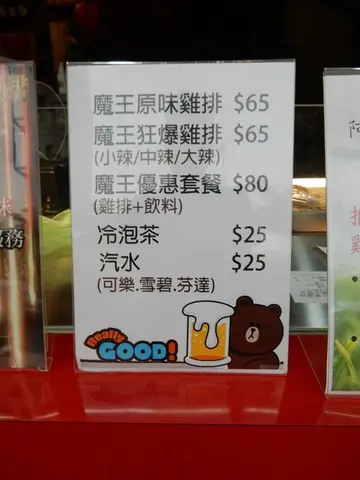 魔王原味雞排 $65
魔王狂爆雞排 $65
(小辣/中辣/大辣)
魔王優惠套餐 $80
(雞排+飲料)
冷泡茶 $25
汽水 $25
(可樂.雪碧.芬達)
Really
GOOD!
服務